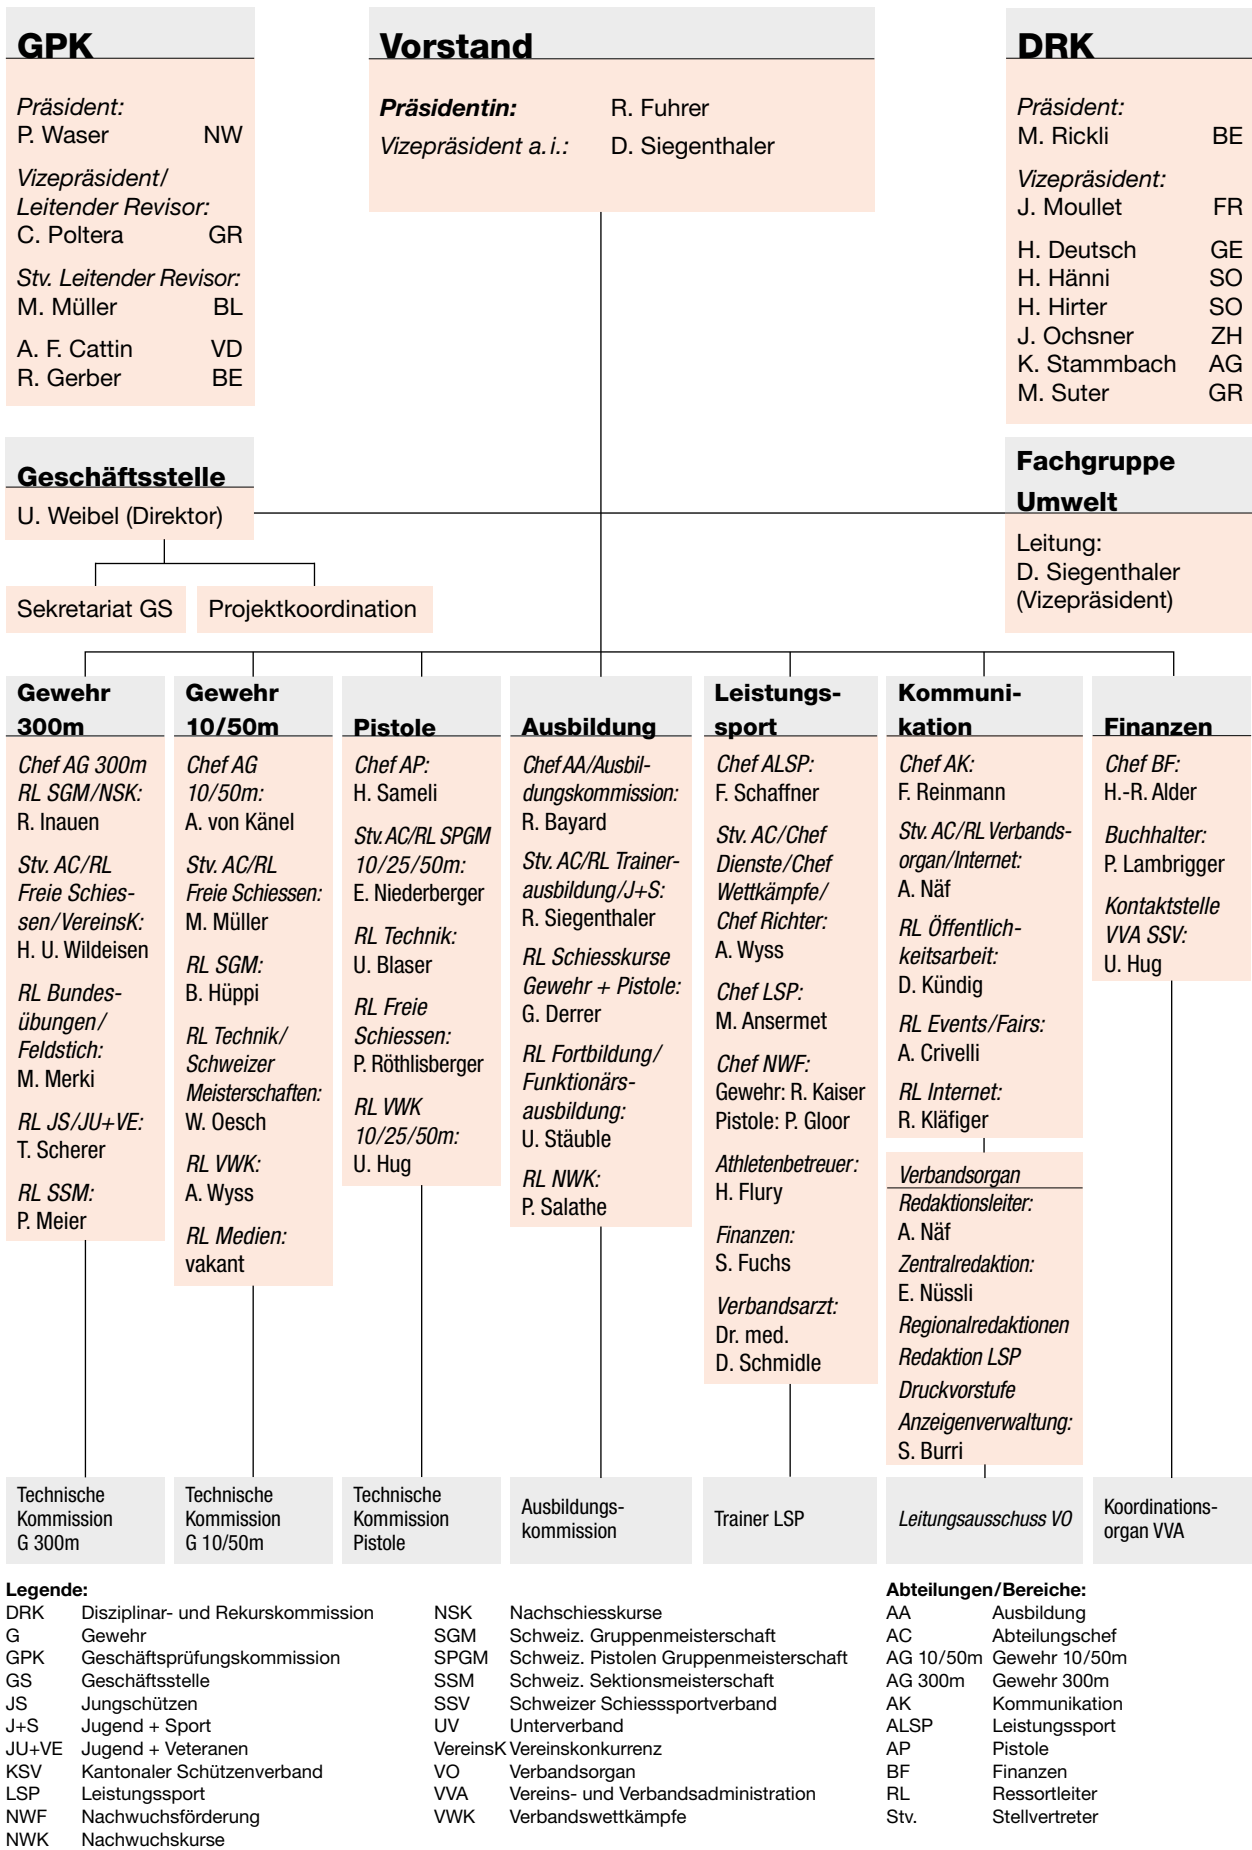 GPK
Präsident:
P. Waser NW
Vizepräsident/
Leitender Revisor:
C. Poltera GR
Stv. Leitender Revisor:
M. Müller BL
A. F. Cattin VD
R. Gerber BE
Vorstand
Präsidentin: R. Fuhrer
Vizepräsident a. i.: D. Siegenthaler
DRK
Präsident:
M. Rickli BE
Vizepräsident:
J. Moullet FR
H. Deutsch GE
H. Hänni SO
H. Hirter SO
J. Ochsner ZH
K. Stammbach AG
M. Suter GR
Geschäftsstelle
U. Weibel (Direktor)
Sekretariat GS
Projektkoordination
Fachgruppe
Umwelt
Leitung:
D. Siegenthaler
(Vizepräsident)
Gewehr
300m
Chef AG 300m
RL SGM/NSK:
R. Inauen
Stv. AC/RL
Freie Schies-
sen/VereinsK:
H. U. Wildeisen
RL Bundes-
übungen/
Feldstich:
M. Merki
RL JS/JU+VE:
T. Scherer
RL SSM:
P. Meier
Technische
Kommission
G 300m
Gewehr
10/50m
Chef AG
10/50m:
A. von Känel
Stv. AC/RL
Freie Schiessen:
M. Müller
RL SGM:
B. Hüppi
RL Technik/
Schweizer
Meisterschaften:
W. Oesch
RL VWK:
A. Wyss
RL Medien:
vakant
Technische
Kommission
G 10/50m
Pistole
Chef AP:
H. Sameli
Stv. AC/RL SPGM
10/25/50m:
E. Niederberger
RL Technik:
U. Blaser
RL Freie
Schiessen:
P. Röthlisberger
RL VWK
10/25/50m:
U. Hug
Technische
Kommission
Pistole
Ausbildung
Chef AA/Ausbil-
dungskommission:
R. Bayard
Stv. AC/RL Trainer-
ausbildung/J+S:
R. Siegenthaler
RL Schiesskurse
Gewehr + Pistole:
G. Derrer
RL Fortbildung/
Funktionärs-
ausbildung:
U. Stäuble
RL NWK:
P. Salathe
Ausbildungs-
kommission
Leistungs-
sport
Chef ALSP:
F. Schaffner
Stv. AC/Chef
Dienste/Chef
Wettkämpfe/
Chef Richter:
A. Wyss
Chef LSP:
M. Ansermet
Chef NWF:
Gewehr: R. Kaiser
Pistole: P. Gloor
Athletenbetreuer:
H. Flury
Finanzen:
S. Fuchs
Verbandsarzt:
Dr. med.
D. Schmidle
Trainer LSP
Kommuni-
kation
Chef AK:
F. Reinmann
Stv. AC/RL Verbands-
organ/Internet:
A. Näf
RL Öffentlich-
keitsarbeit:
D. Kündig
RL Events/Fairs:
A. Crivelli
RL Internet:
R. Kläfiger
Verbandsorgan
Redaktionsleiter:
A. Näf
Zentralredaktion:
E. Nüssli
Regionalredaktionen
Redaktion LSP
Druckvorstufe
Anzeigenverwaltung:
S. Burri
Leitungsausschuss VO
Finanzen
Chef BF:
H.-R. Alder
Buchhalter:
P. Lambrigger
Kontaktstelle
VVA SSV:
U. Hug
Koordinations-
organ VVA
Legende:
DRK Disziplinar- und Rekurskommission
G Gewehr
GPK Geschäftsprüfungskommission
GS Geschäftsstelle
JS Jungschützen
J+S Jugend + Sport
JU+VE Jugend + Veteranen
KSV Kantonaler Schützenverband
LSP Leistungssport
NWF Nachwuchsförderung
NWK Nachwuchskurse
NSK Nachschiesskurse
SGM Schweiz. Gruppenmeisterschaft
SPGM Schweiz. Pistolen Gruppenmeisterschaft
SSM Schweiz. Sektionsmeisterschaft
SSV Schweizer Schiesssportverband
UV Unterverband
VereinsK Vereinskonkurrenz
VO Verbandsorgan
VVA Vereins- und Verbandsadministration
VWK Verbandswettkämpfe
Abteilungen/Bereiche:
AA Ausbildung
AC Abteilungschef
AG 10/50m Gewehr 10/50m
AG 300m Gewehr 300m
AK Kommunikation
ALSP Leistungssport
AP Pistole
BF Finanzen
RL Ressortleiter
Stv. Stellvertreter